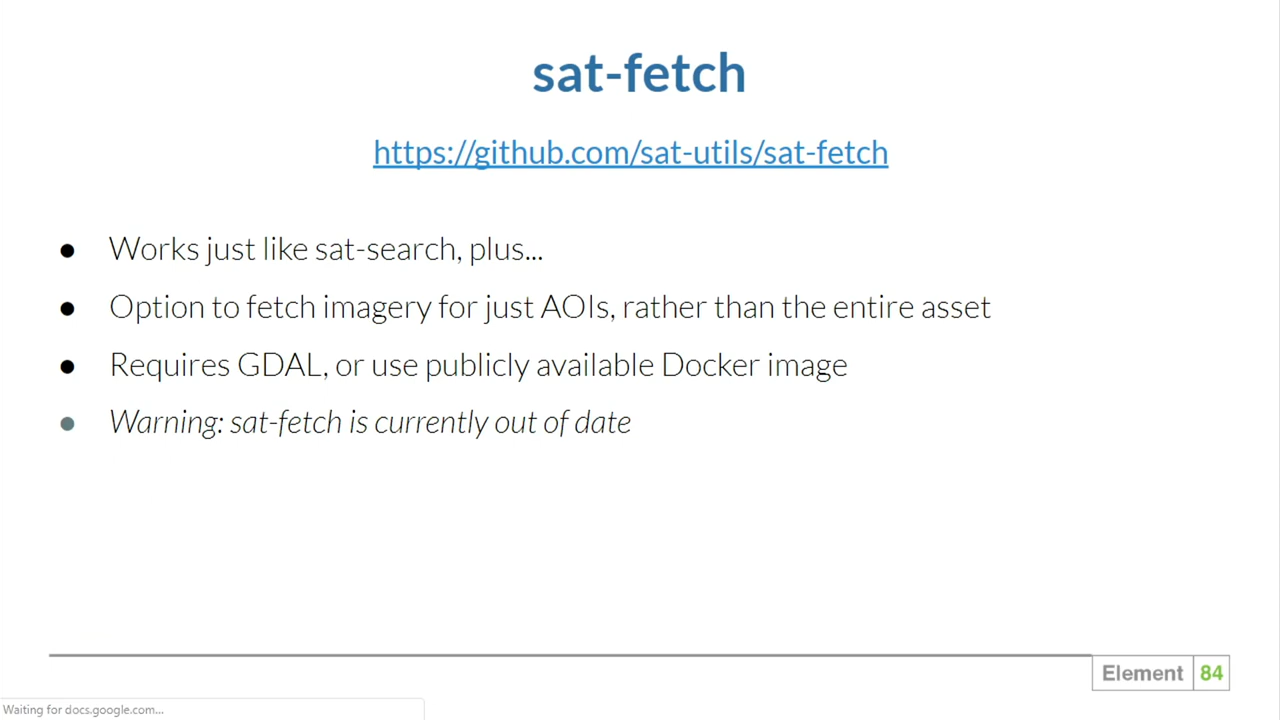 sat-fetch
https://github.com/sat-utils/sat-fetch
● Works just like sat-search, plus...
● Option to fetch imagery for just AOIs, rather than the entire asset
● Requires GDAL, or use publicly available Docker image
● Warning: sat-fetch is currently out of date
Element 84
Waiting for docs.google.com...